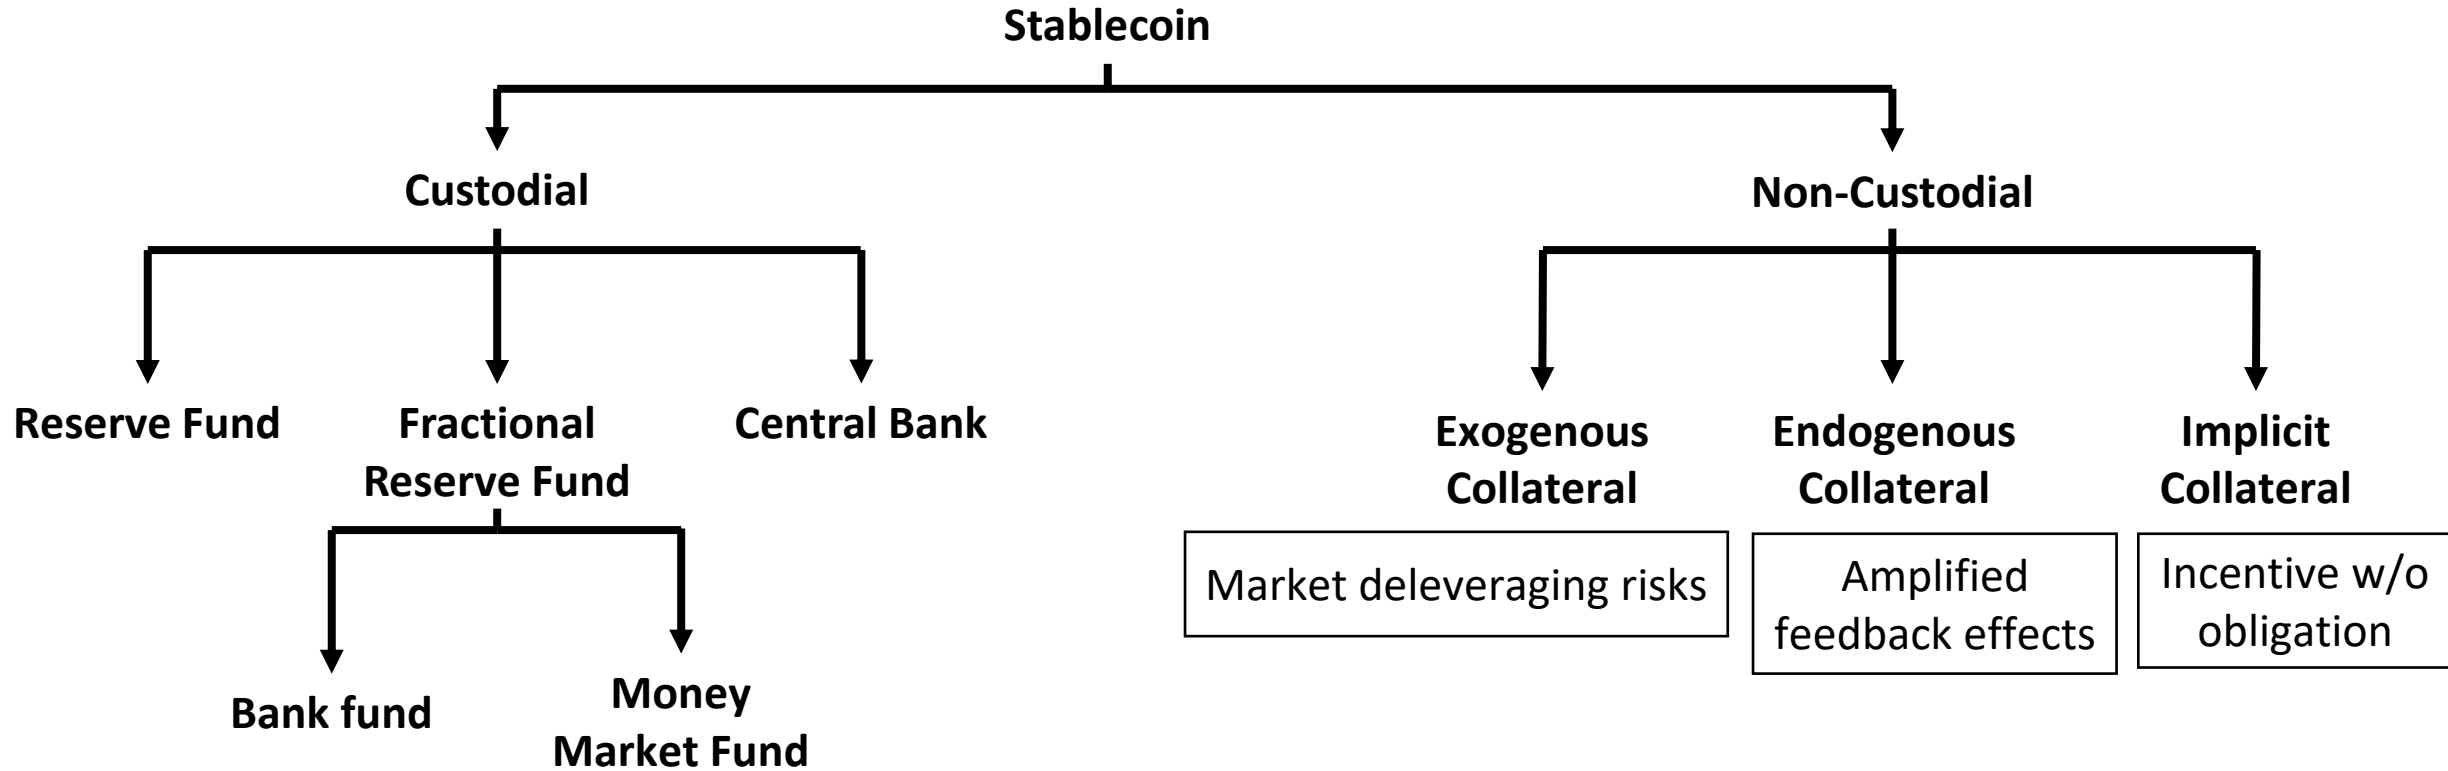 Stablecoin
Custodial
Non-Custodial
Reserve Fund
Fractional
Reserve Fund
Central Bank
Exogenous
Collateral
Endogenous
Collateral
Implicit
Collateral
Market deleveraging risks
Amplified
feedback effects
Incentive w/o
obligation
Bank fund
Money
Market Fund